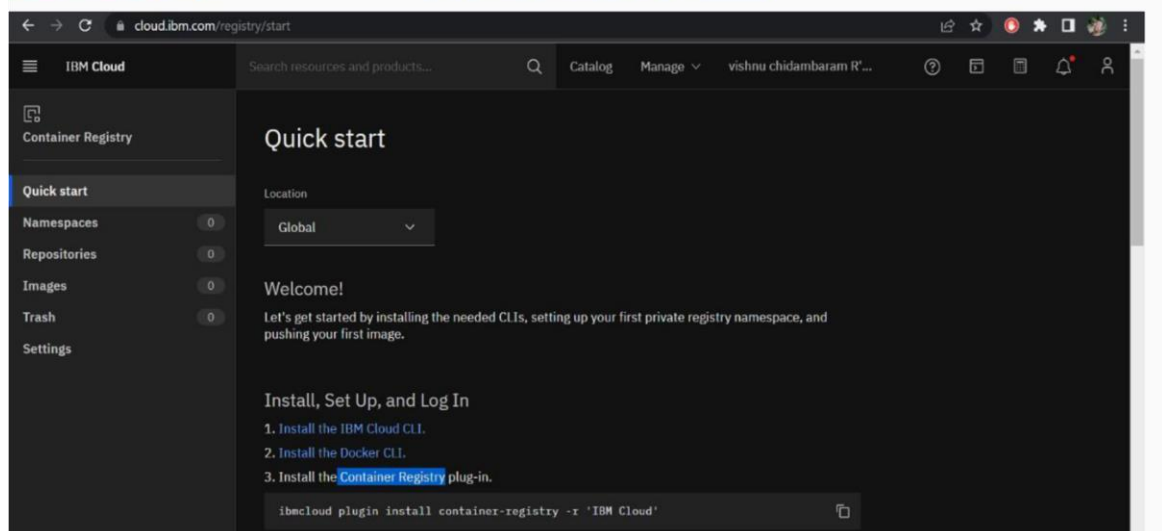 cloud.ibm.com/registry/start
IBM Cloud
Search resources and products...
Catalog
Manage
vishnu chidambaram R'...
Container Registry
Quick start
Namespaces 0
Repositories 0
Images 0
Trash 0
Settings
Quick start
Location
Global
Welcome!
Let's get started by installing the needed CLIs, setting up your first private registry namespace, and
pushing your first image.
Install, Set Up, and Log In
1. Install the IBM Cloud CLI.
2. Install the Docker CLI.
3. Install the Container Registry plug-in.
ibmcloud plugin install container-registry -r 'IBM Cloud'